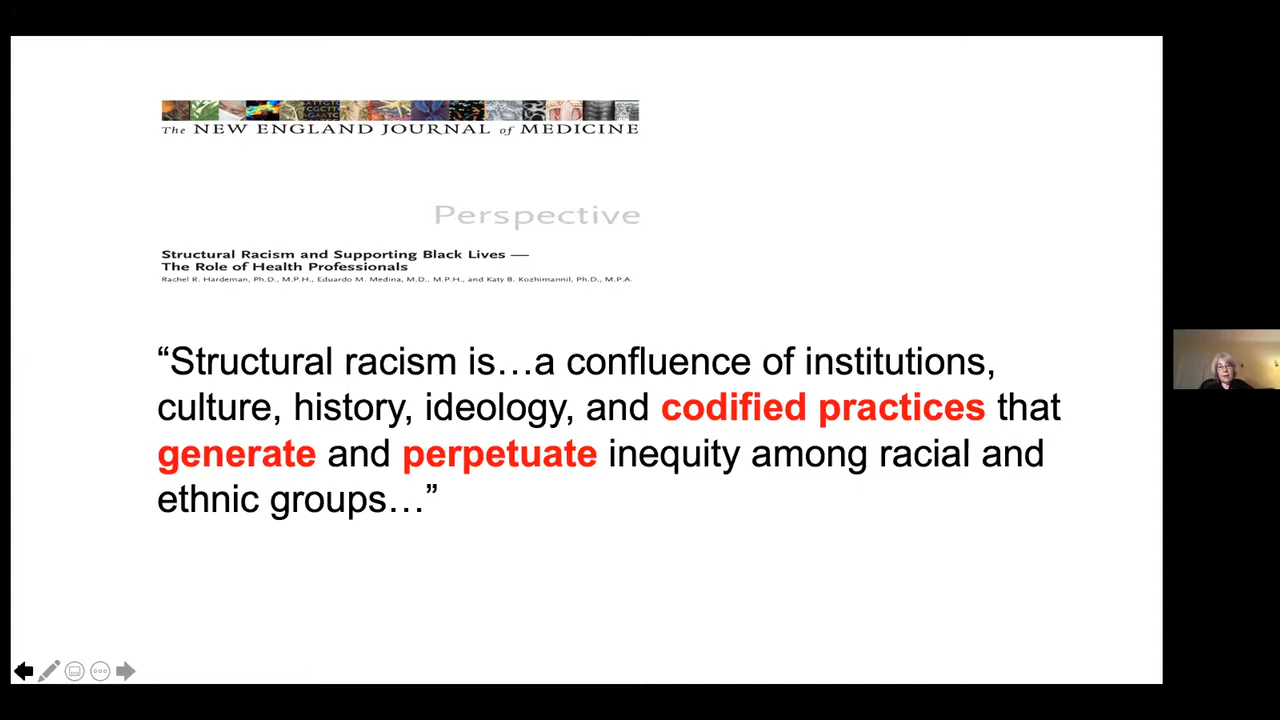 The NEW ENGLAND JOURNAL of MEDICINE
Perspective
Structural Racism and Supporting Black Lives —
The Role of Health Professionals
Rachel R. Hardeman, Ph.D., M.P.H., Eduardo M. Medina, M.D., M.P.H., and Katy B. Kozhimannil, Ph.D., M.P.A.
“Structural racism is…a confluence of institutions,
culture, history, ideology, and codified practices that
generate and perpetuate inequity among racial and
ethnic groups…”